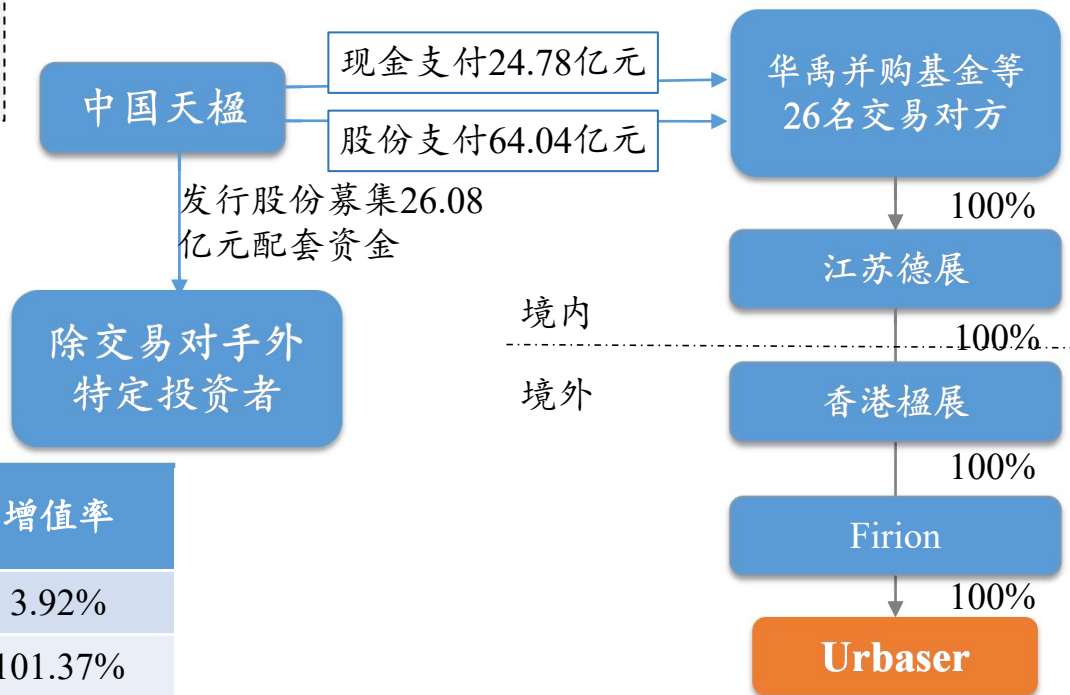 现金支付24.78亿元
华禹并购基金等
26名交易对方
中国天楹
股份支付64.04亿元
发行股份募集26.08
亿元配套资金
100%
江苏德展
除交易对手外
特定投资者
境内
100%
境外
香港楹展
100%
增值率
Firion
3.92%
100%
101.37%
Urbaser